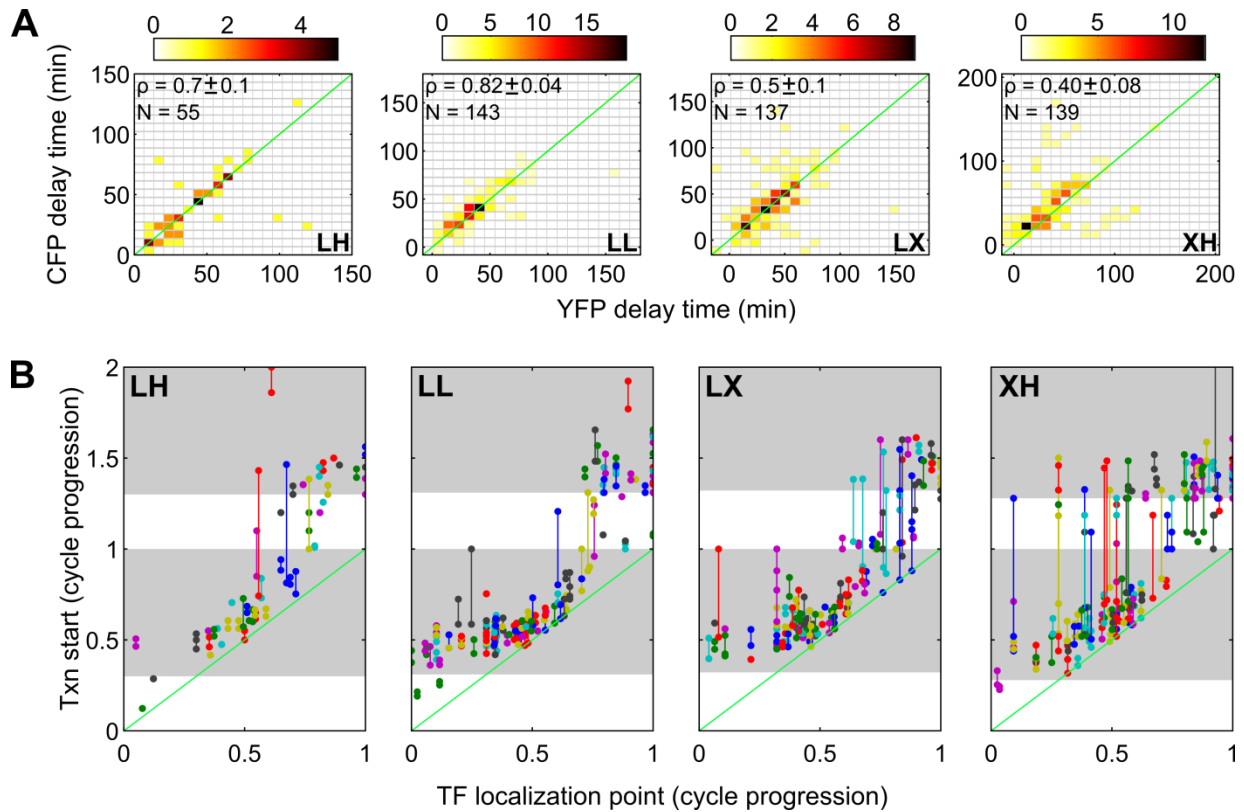 A
0 2 4
0 5 10 15
0 2 4 6 8
0 5 10
CFP delay time (min)
150
100
50
0
ρ = 0.7±0.1
N = 55
LH
0 50 100 150
150
100
50
0
ρ = 0.82±0.04
N = 143
LL
0 50 100 150
150
100
50
0
ρ = 0.5±0.1
N = 137
LX
0 50 100 150
200
100
0
ρ = 0.40±0.08
N = 139
XH
0 100 200
YFP delay time (min)
B
Txn start (cycle progression)
2
1.5
1
0.5
0
LH
LL
LX
XH
0 0.5 1
0 0.5 1
0 0.5 1
0 0.5 1
TF localization point (cycle progression)